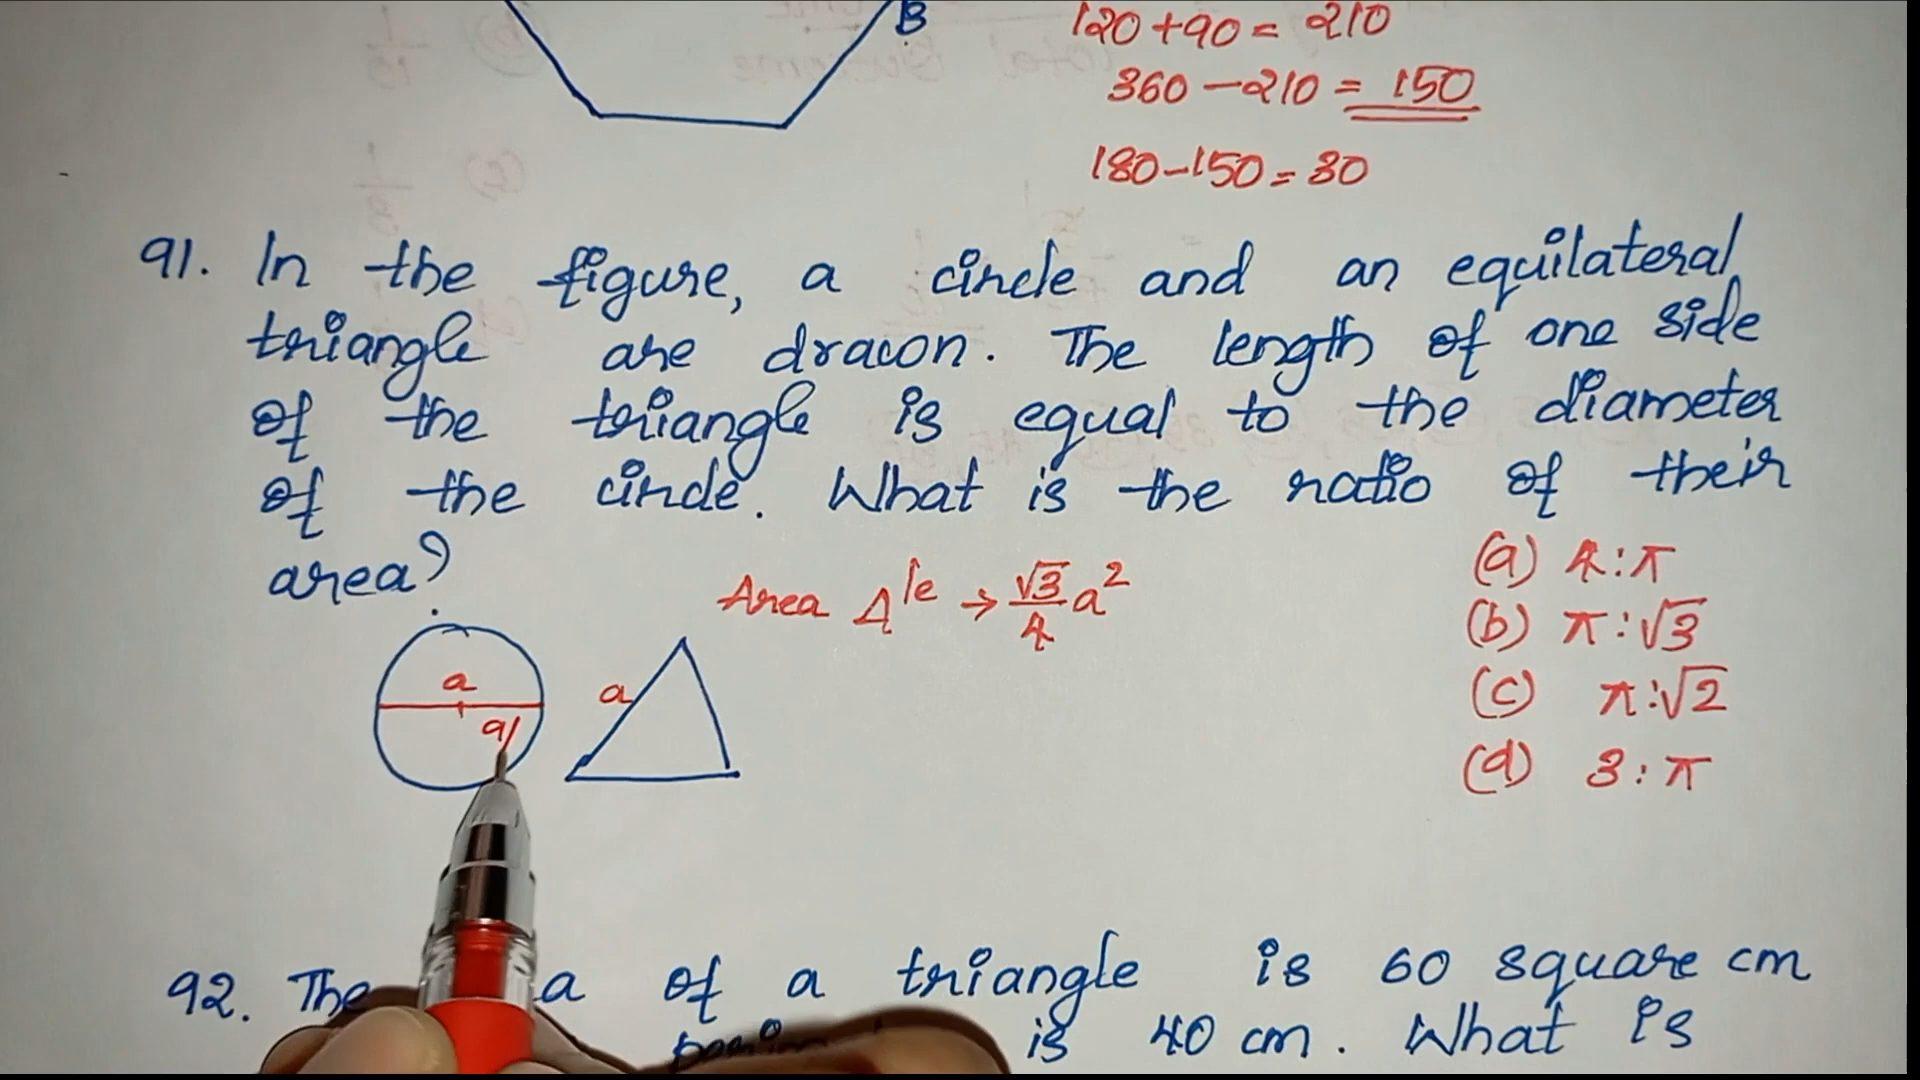 B
120 + 90 = 210
360 - 210 = 150
180 - 150 = 30
91. In the figure, a circle and an equilateral
triangle are drawn. The length of one side
of the triangle is equal to the diameter
of the circle. What is the ratio of their
area?
Area Δle → √3/4 a²
(a) 4 : π
(b) π : √3
(c) π : √2
(d) 3 : π
a
a/
a
92. The a of a triangle is 60 square cm
is 40 cm. What is